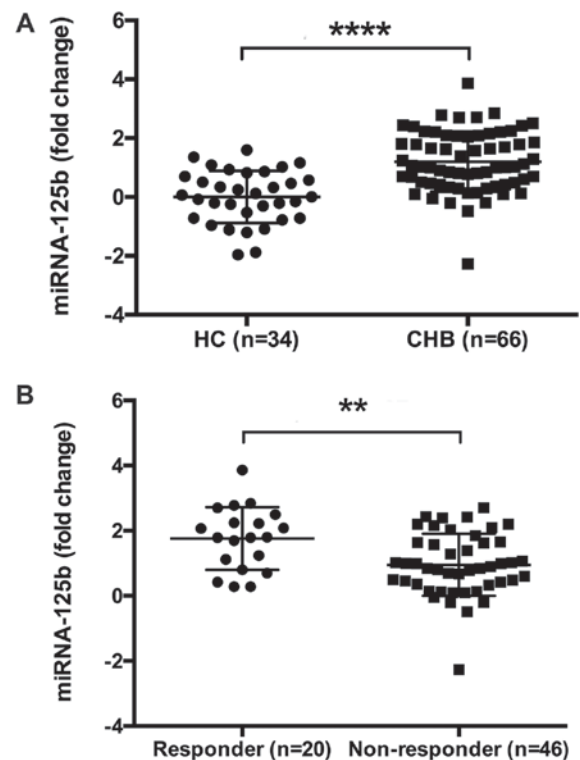 A
miRNA-125b (fold change)
6
4
2
0
-2
-4
****
HC (n=34)
CHB (n=66)
B
miRNA-125b (fold change)
6
4
2
0
-2
-4
**
Responder (n=20)
Non-responder (n=46)